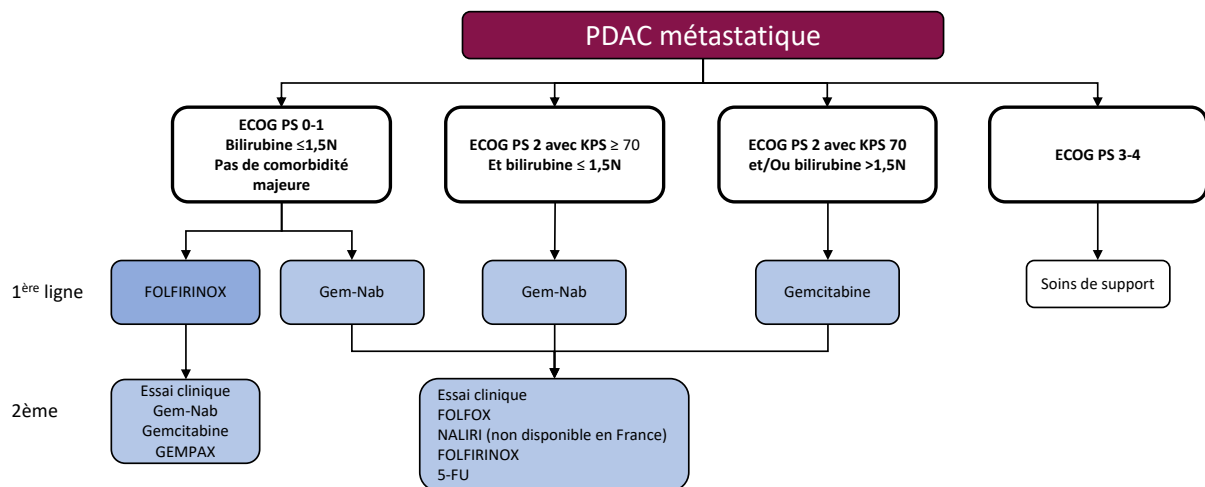 PDAC métastatique
ECOG PS 0-1
Bilirubine ≤1,5N
Pas de comorbidité
majeure
ECOG PS 2 avec KPS ≥ 70
Et bilirubine ≤ 1,5N
ECOG PS 2 avec KPS 70
et/Ou bilirubine >1,5N
ECOG PS 3-4
1ère ligne
FOLFIRINOX
Gem-Nab
Gem-Nab
Gemcitabine
Soins de support
2ème
Essai clinique
Gem-Nab
Gemcitabine
GEMPAX
Essai clinique
FOLFOX
NALIRI (non disponible en France)
FOLFIRINOX
5-FU